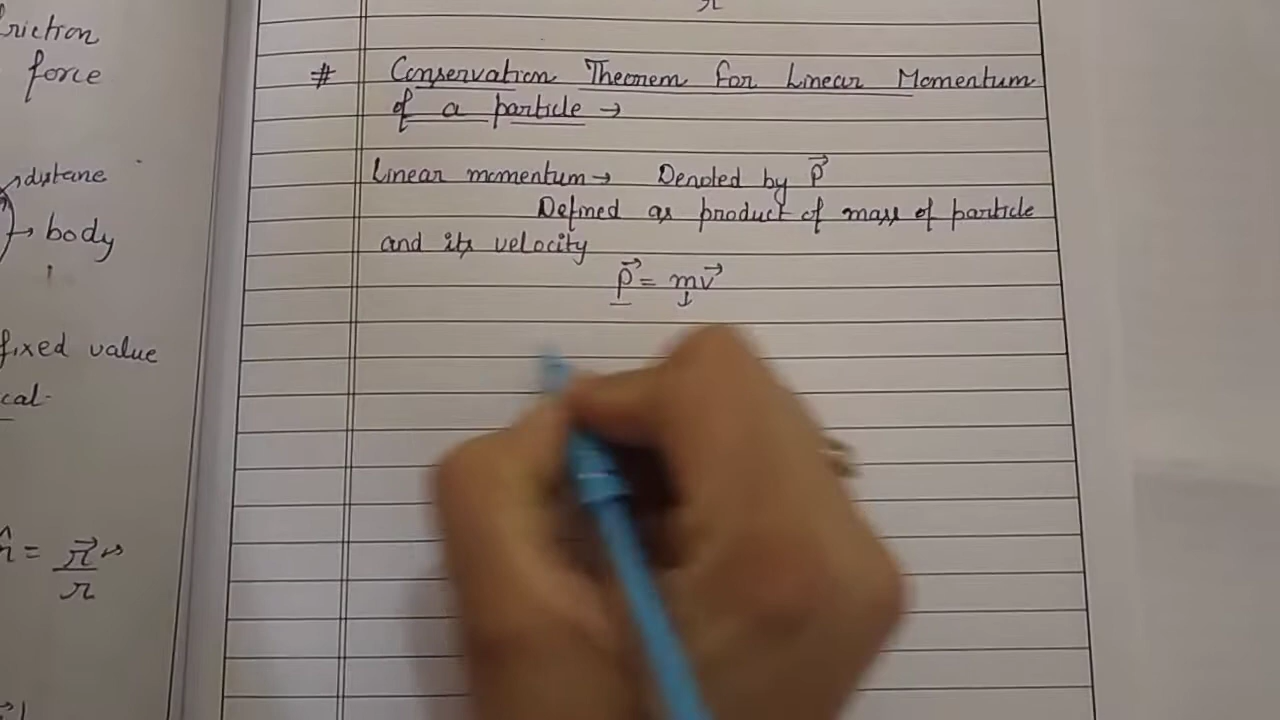 friction
force
distane
body
fixed value
cal-
r̂ = r⃗
r
r
# Conservation Theorem for Linear Momentum
of a particle →
Linear momentum → Denoted by p⃗
Defined as product of mass of particle
and its velocity
p⃗ = mv⃗